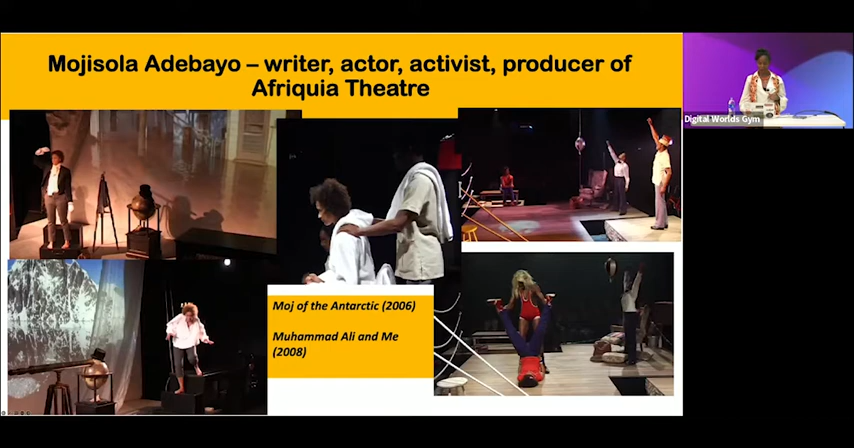 Mojisola Adebayo – writer, actor, activist, producer of
Afriquia Theatre
Digital Worlds Gym
Moj of the Antarctic (2006)
Muhammad Ali and Me
(2008)